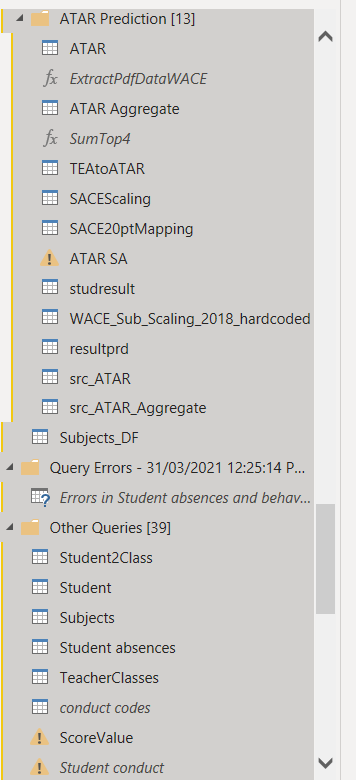 ATAR Prediction [13]
ATAR
fx ExtractPdfDataWACE
ATAR Aggregate
fx SumTop4
TEAtoATAR
SACEScaling
SACE20ptMapping
ATAR SA
studresult
WACE_Sub_Scaling_2018_hardcoded
resultprd
src_ATAR
src_ATAR_Aggregate
Subjects_DF
Query Errors - 31/03/2021 12:25:14 P...
Errors in Student absences and behav...
Other Queries [39]
Student2Class
Student
Subjects
Student absences
TeacherClasses
conduct codes
ScoreValue
Student conduct